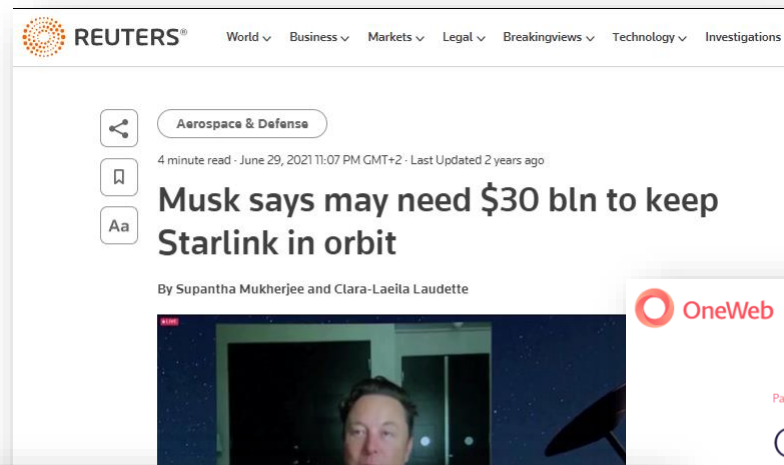 REUTERS®
World Business Markets Legal Breakingviews Technology Investigations
Aerospace & Defense
4 minute read · June 29, 2021 11:07 PM GMT+2 · Last Updated 2 years ago
Aa
Musk says may need $30 bln to keep
Starlink in orbit
By Supantha Mukherjee and Clara-Laeila Laudette
LIVE
OneWeb